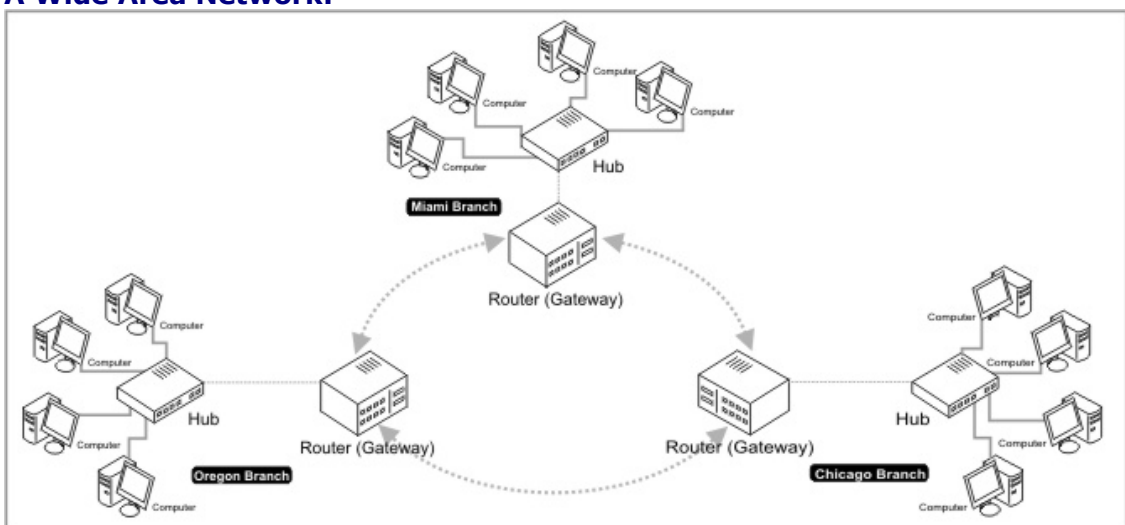 A Wide Area Network:
Computer
Computer
Computer
Computer
Hub
Miami Branch
Router (Gateway)
Computer
Computer
Computer
Computer
Hub
Oregon Branch
Router (Gateway)
Router (Gateway)
Computer
Computer
Hub
Computer
Chicago Branch
Computer